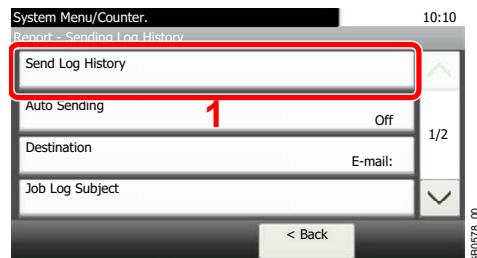 System Menu/Counter.
10:10
Report - Sending Log History
Send Log History
Auto Sending
Off
1
1/2
Destination
E-mail:
Job Log Subject
< Back